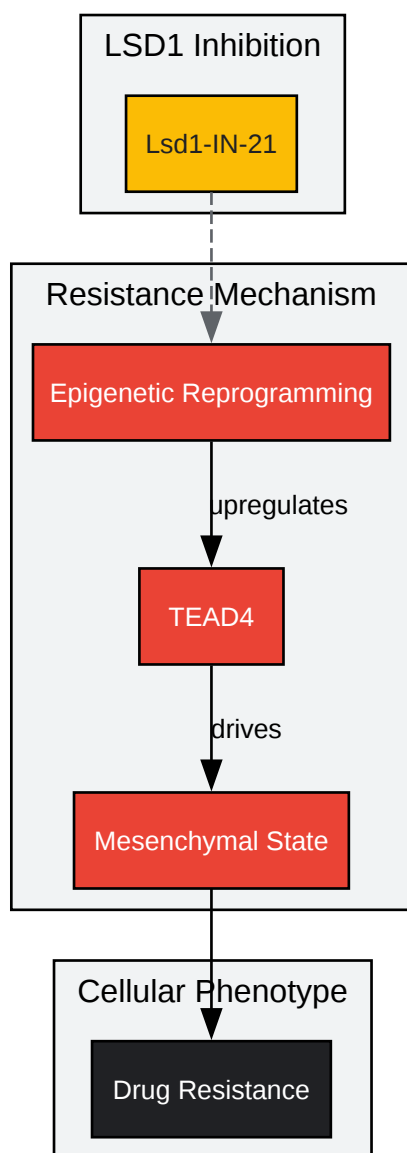 LSD1 Inhibition
Lsd1-IN-21
Resistance Mechanism
Epigenetic Reprogramming
upregulates
TEAD4
drives
Mesenchymal State
Cellular Phenotype
Drug Resistance